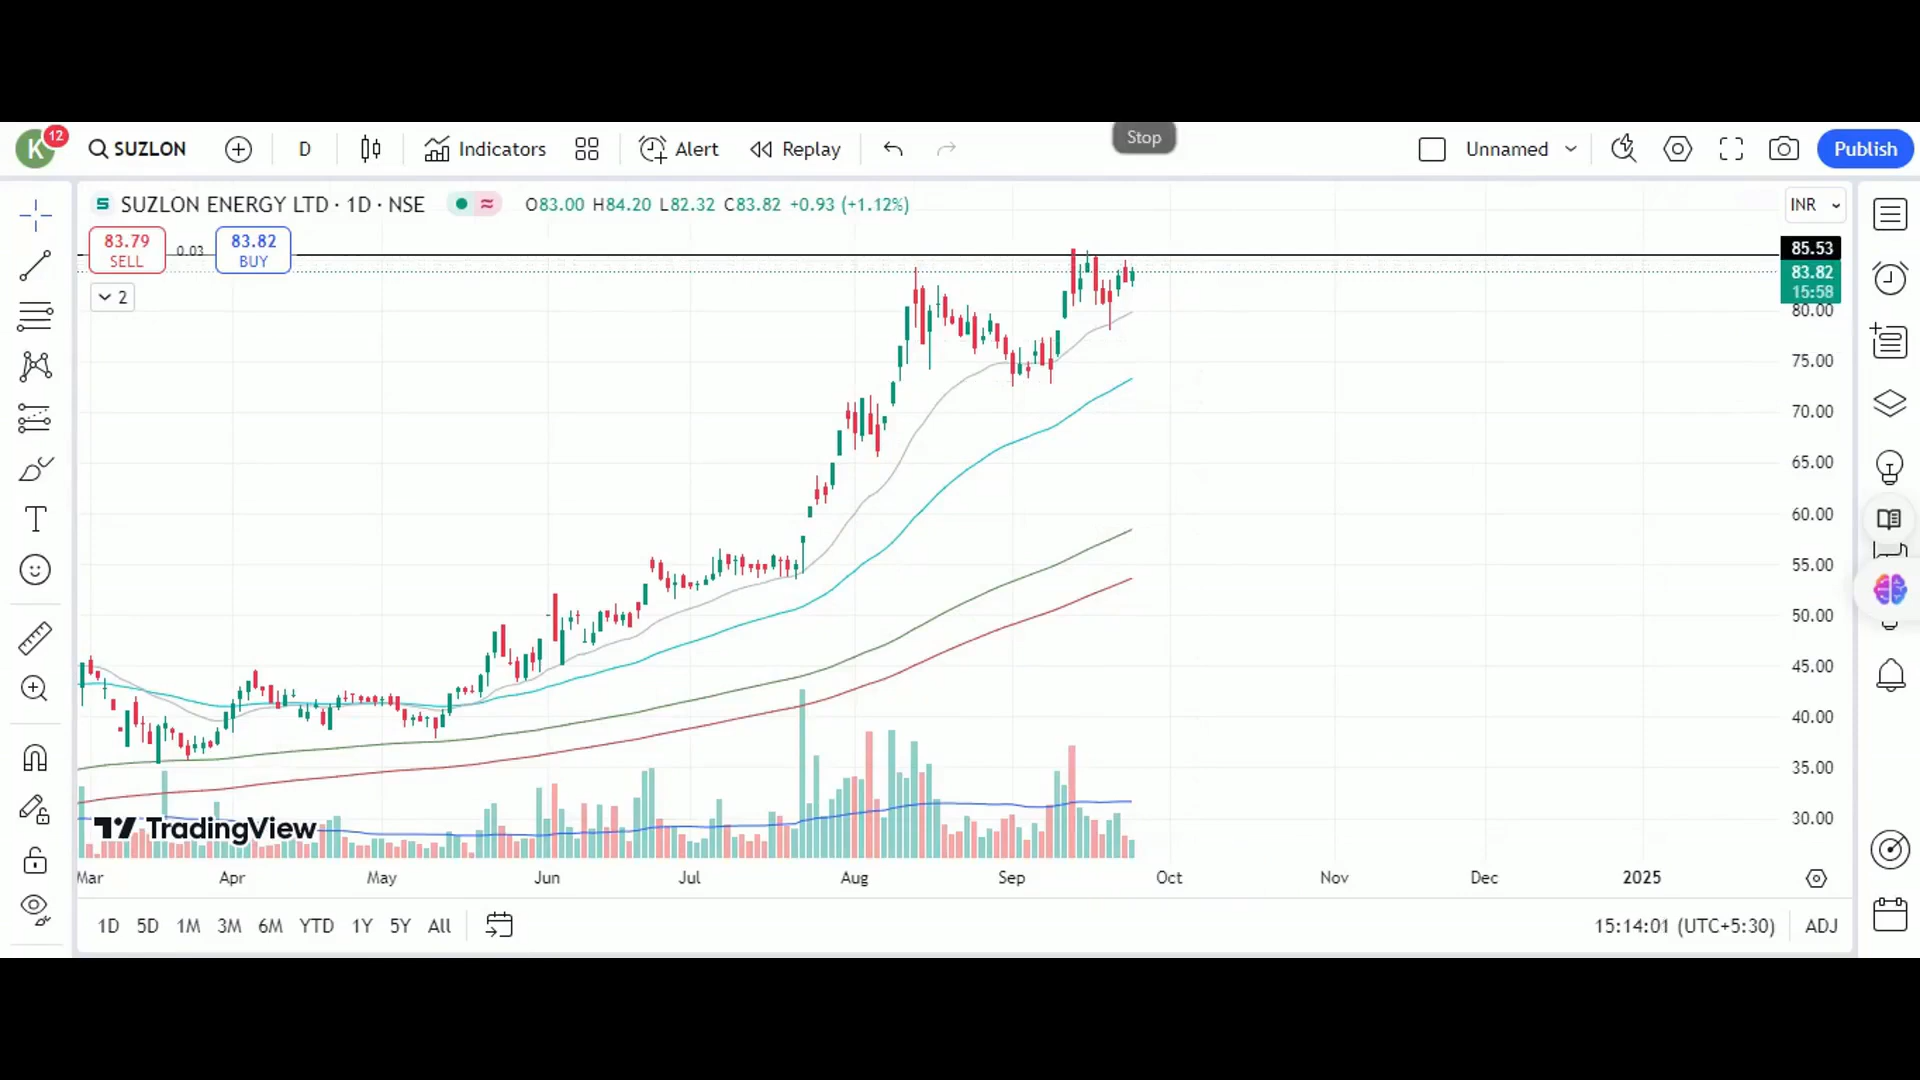 K 12 SUZLON D Indicators Alert Replay Stop Unnamed Publish
SUZLON ENERGY LTD · 1D · NSE O83.00 H84.20 L82.32 C83.82 +0.93 (+1.12%) INR
83.79 SELL 0.03 83.82 BUY
2
85.53
83.82
15:58
80.00
75.00
70.00
65.00
60.00
55.00
50.00
45.00
40.00
35.00
30.00
TradingView
Mar Apr May Jun Jul Aug Sep Oct Nov Dec 2025
1D 5D 1M 3M 6M YTD 1Y 5Y All 15:14:01 (UTC+5:30) ADJ